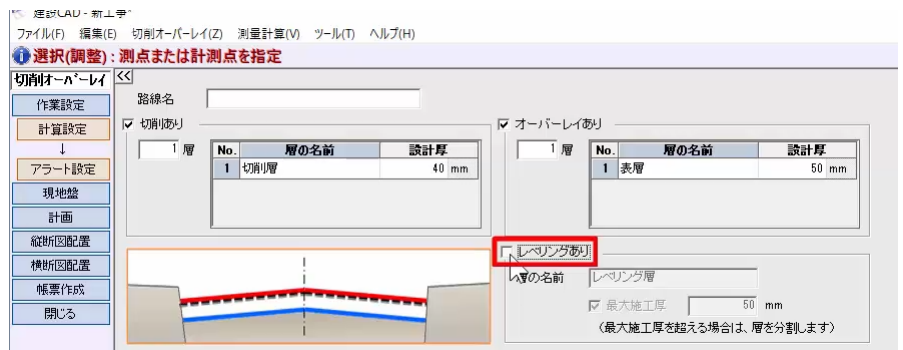 建設CAD - 新工事*
ファイル(F) 編集(E) 切削オーバーレイ(Z) 測量計算(V) ツール(T) ヘルプ(H)
選択(調整) : 測点または計測点を指定
切削オーバーレイ <<
作業設定
計算設定
↓
アラート設定
現地盤
計画
縦断図配置
横断図配置
帳票作成
閉じる
路線名
切削あり
1 層
No. 層の名前 設計厚
1 切削層 40 mm
オーバーレイあり
1 層
No. 層の名前 設計厚
1 表層 50 mm
レベリングあり
層の名前 レベリング層
最大施工厚 50 mm
(最大施工厚を超える場合は、層を分割します)